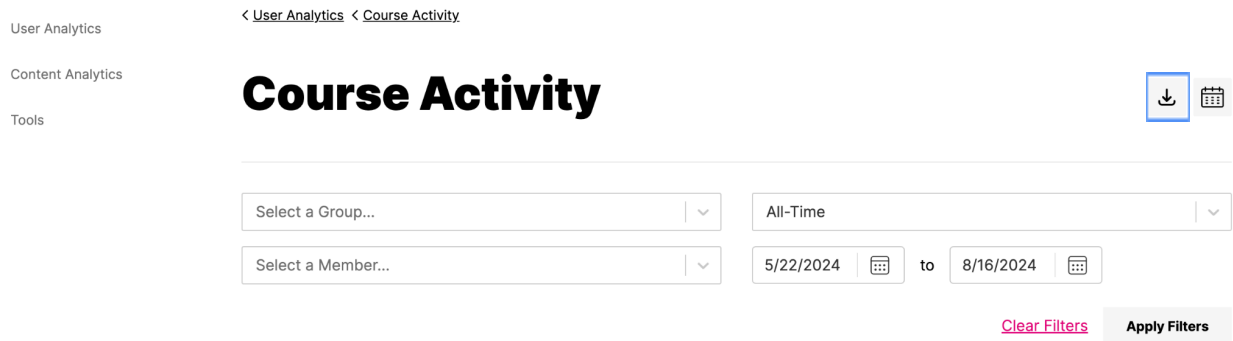 User Analytics
Content Analytics
Tools
User Analytics Course Activity
Course Activity
Select a Group...
All-Time
Select a Member...
5/22/2024 to 8/16/2024
Clear Filters Apply Filters